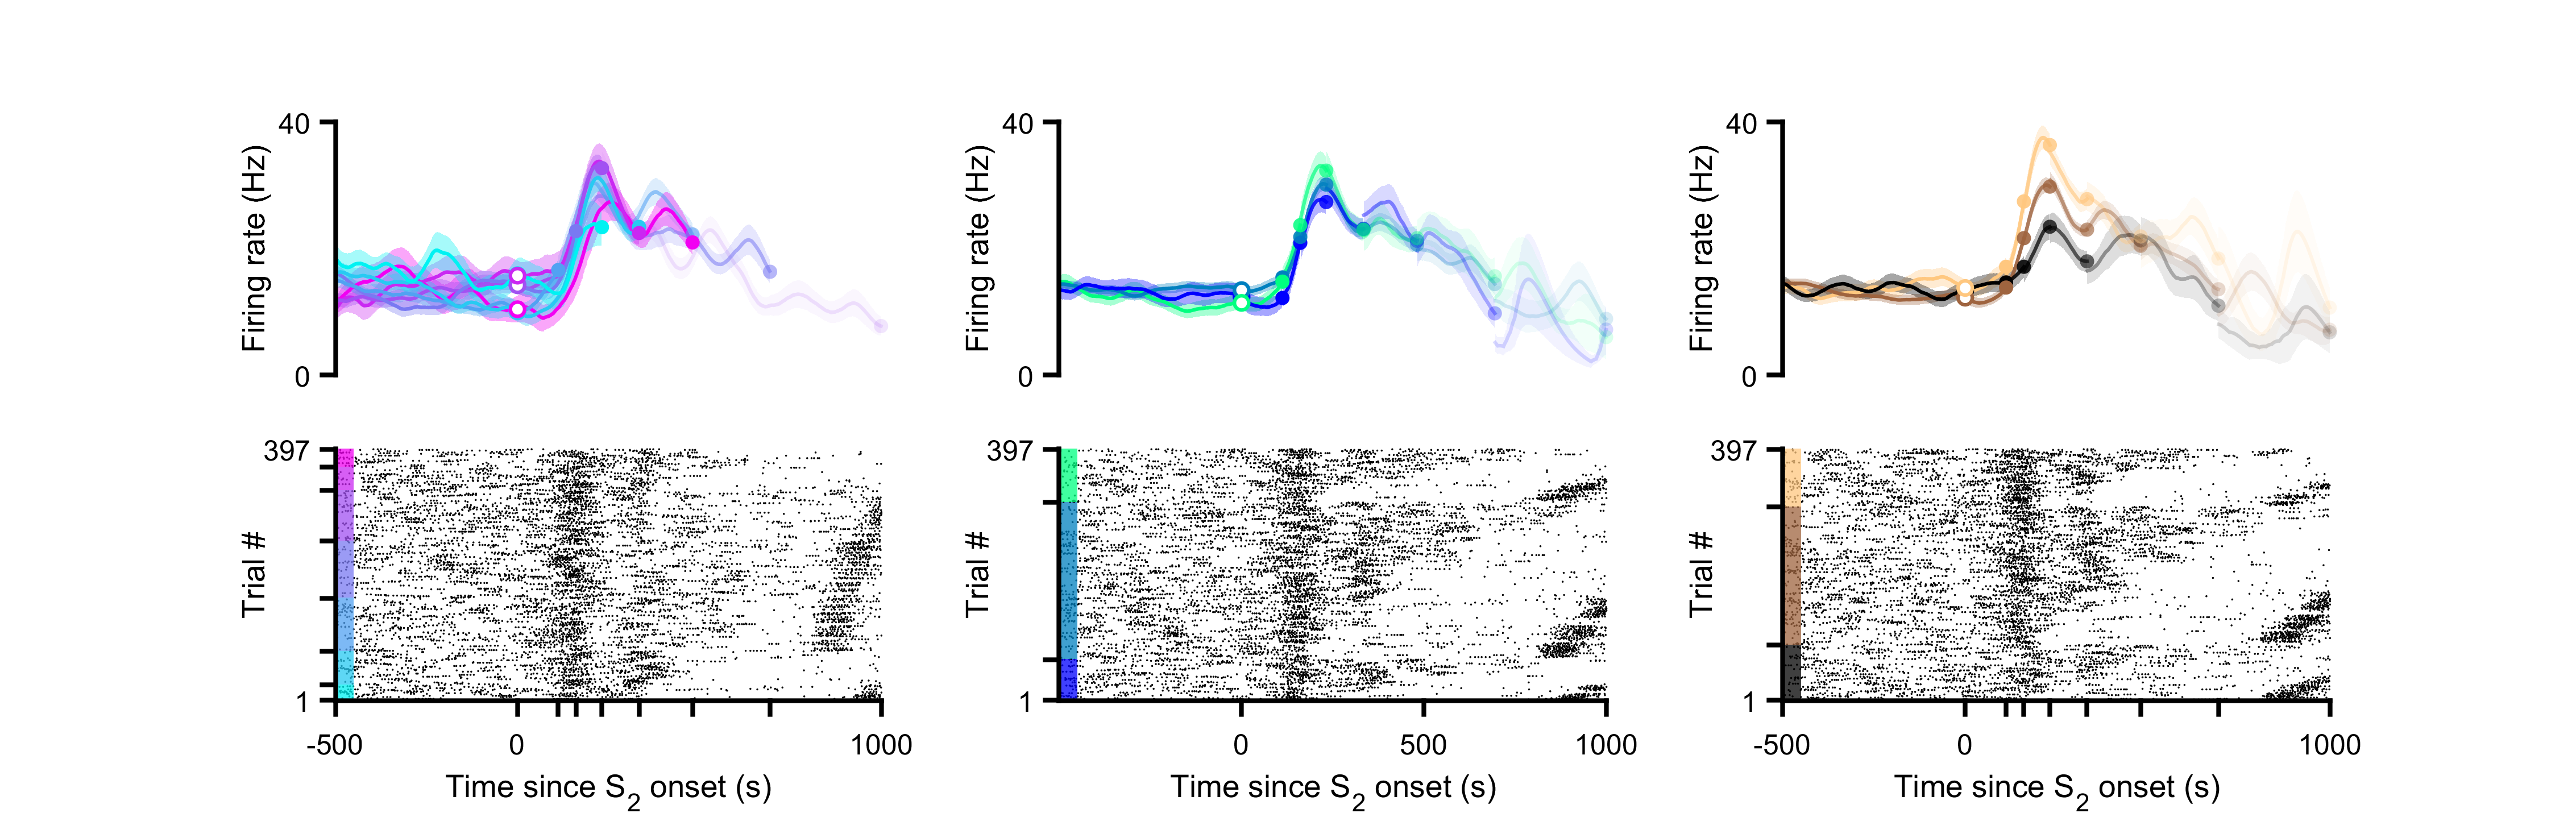 40
Firing rate (Hz)
0
40
Firing rate (Hz)
0
40
Firing rate (Hz)
0
397
Trial #
1
-500
0
1000
Time since S2 onset (s)
397
Trial #
1
0
500
1000
Time since S2 onset (s)
397
Trial #
1
-500
0
1000
Time since S2 onset (s)